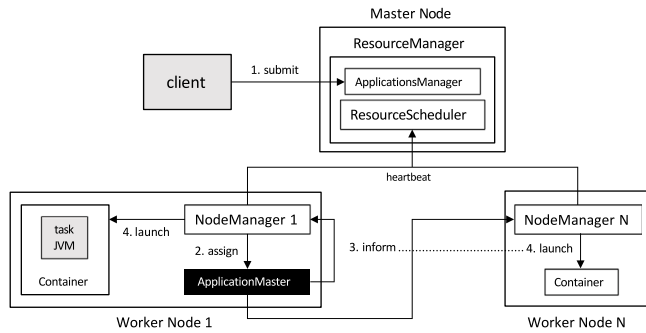 Master Node
ResourceManager
client
1. submit
ApplicationsManager
ResourceScheduler
heartbeat
NodeManager 1
NodeManager N
task
JVM
4. launch
2. assign
3. inform
4. launch
Container
ApplicationMaster
Container
Worker Node 1
Worker Node N